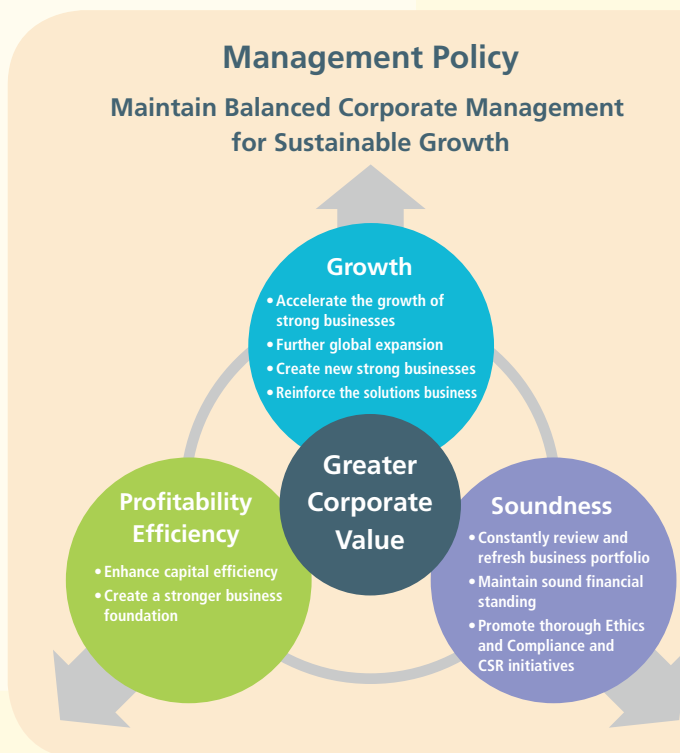 Management Policy
Maintain Balanced Corporate Management
for Sustainable Growth
Growth
• Accelerate the growth of
strong businesses
• Further global expansion
• Create new strong businesses
• Reinforce the solutions business
Greater
Corporate
Value
Profitability
Efficiency
• Enhance capital efficiency
• Create a stronger business
foundation
Soundness
• Constantly review and
refresh business portfolio
• Maintain sound financial
standing
• Promote thorough Ethics
and Compliance and
CSR initiatives